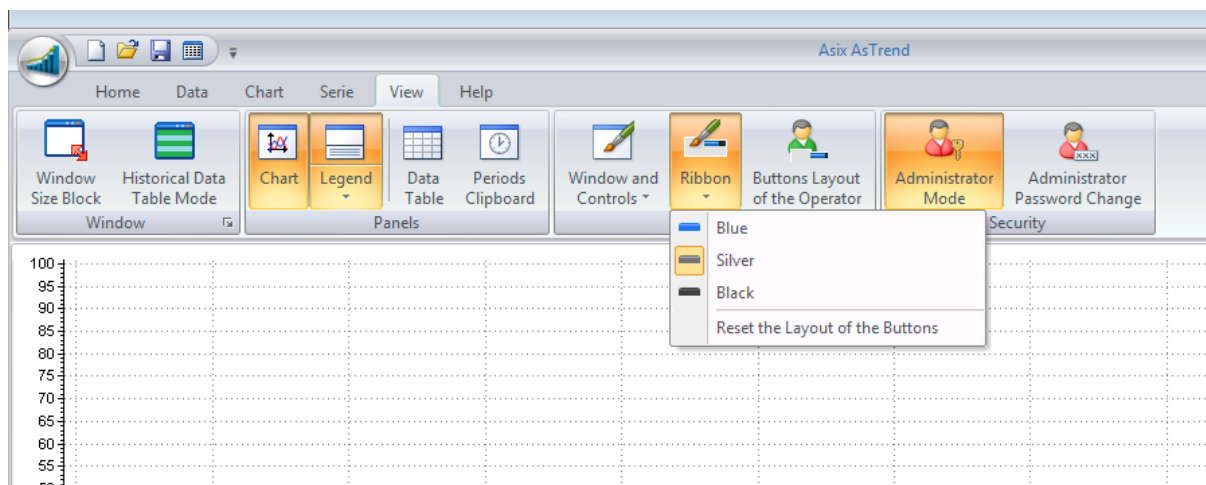 Asix AsTrend
Home Data Chart Serie View Help
Window Size Block
Historical Data Table Mode
Chart
Legend
Data Table
Periods Clipboard
Window and Controls
Ribbon
Buttons Layout of the Operator
Administrator Mode
xxx
Administrator Password Change
Window
Panels
Security
Blue
Silver
Black
Reset the Layout of the Buttons
100
95
90
85
80
75
70
65
60
55